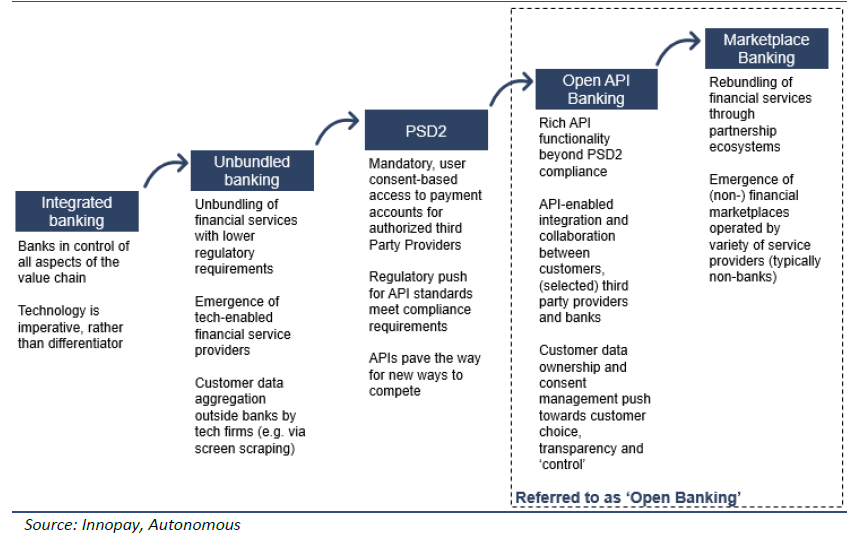 Integrated
banking
Banks in control of
all aspects of the
value chain
Technology is
imperative, rather
than differentiator
Unbundled
banking
Unbundling of
financial services
with lower
regulatory
requirements
Emergence of
tech-enabled
financial service
providers
Customer data
aggregation
outside banks by
tech firms (e.g. via
screen scraping)
PSD2
Mandatory, user
consent-based
access to payment
accounts for
authorized third
Party Providers
Regulatory push
for API standards
meet compliance
requirements
APIs pave the way
for new ways to
compete
Open API
Banking
Rich API
functionality
beyond PSD2
compliance
API-enabled
integration and
collaboration
between
customers,
(selected) third
party providers
and banks
Customer data
ownership and
consent
management push
towards customer
choice,
transparency and
‘control’
Marketplace
Banking
Rebundling of
financial services
through
partnership
ecosystems
Emergence of
(non-) financial
marketplaces
operated by
variety of service
providers (typically
non-banks)
Referred to as ‘Open Banking’
Source: Innopay, Autonomous